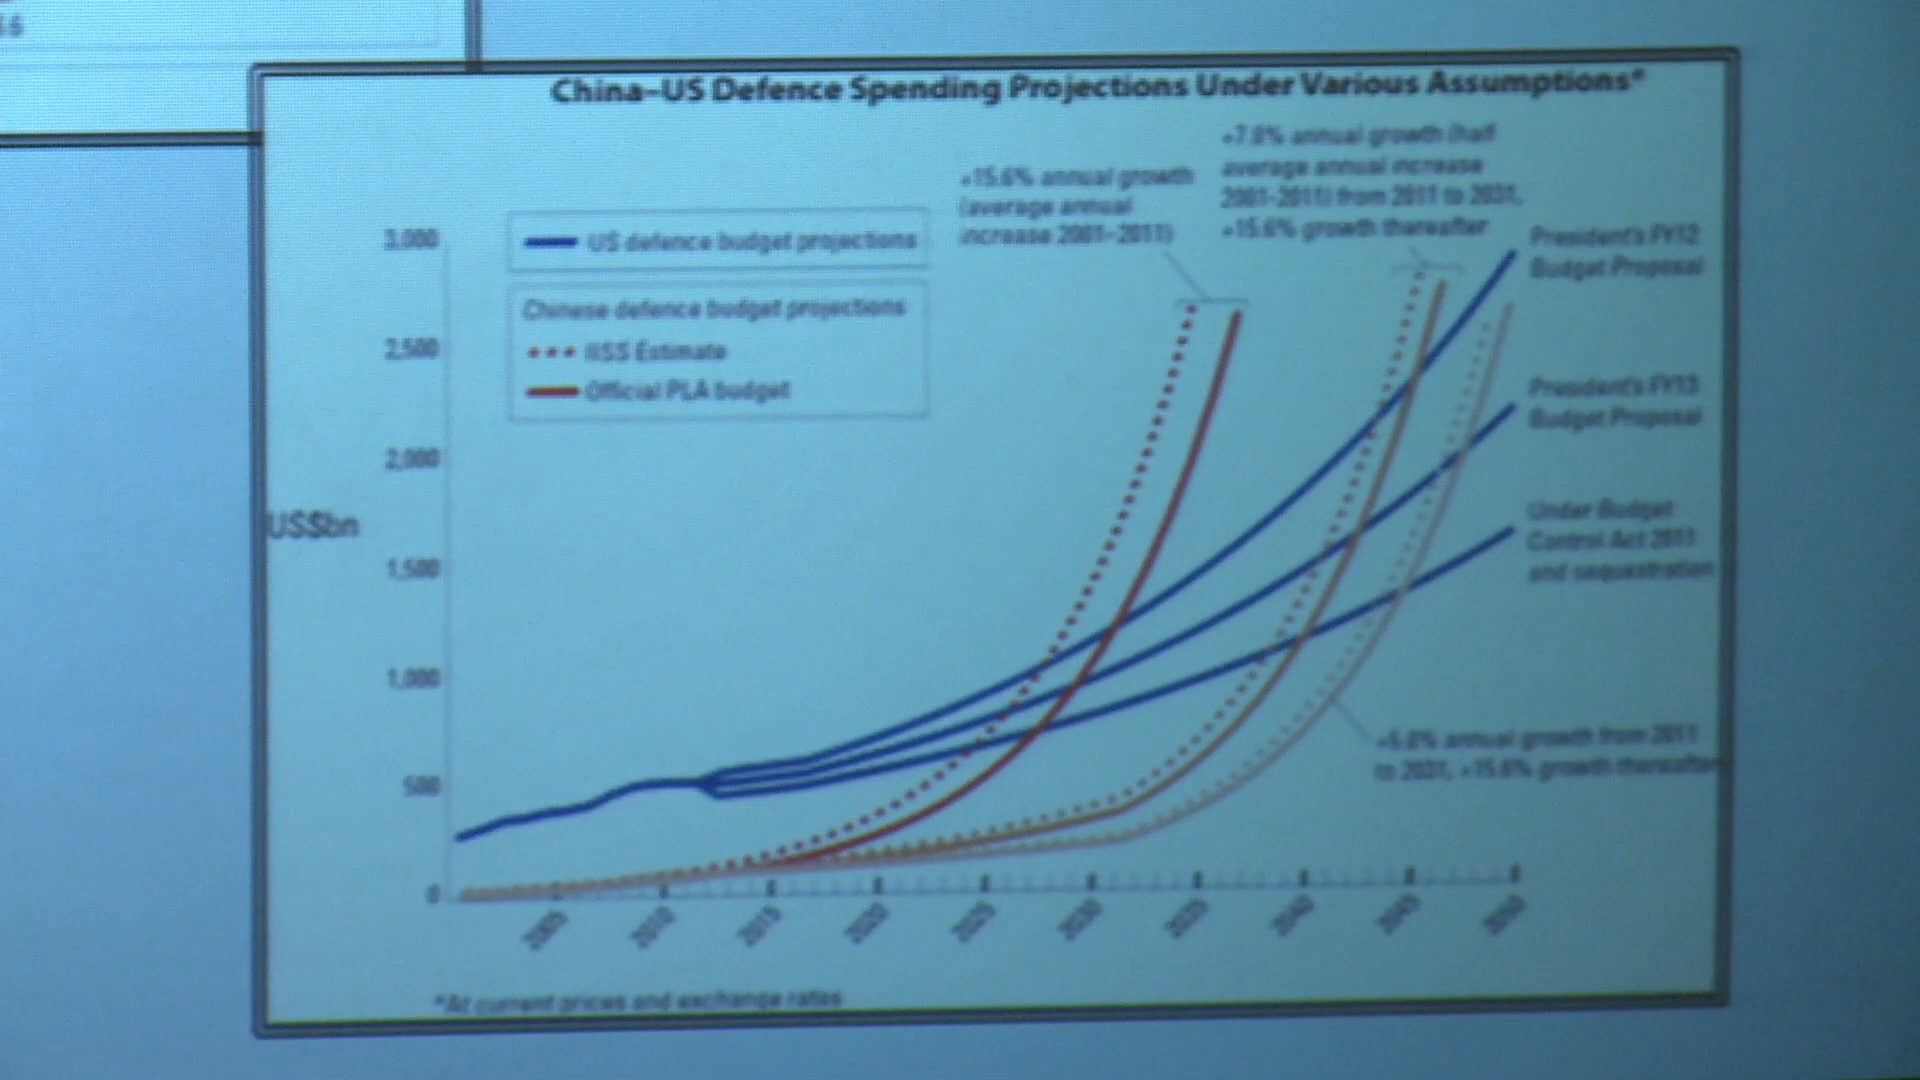 China–US Defence Spending Projections Under Various Assumptions*
+7.8% annual growth (half
average annual increase
2001-2011) from 2011 to 2031,
+15.6% growth thereafter
+15.6% annual growth
(average annual
increase 2001–2011)
US defence budget projections
Chinese defence budget projections
IISS Estimate
Official PLA budget
President's FY12
Budget Proposal
President's FY13
Budget Proposal
Under Budget
Control Act 2011
and sequestration
+5.0% annual growth from 2011
to 2031, +15.6% growth thereafter
US$bn
3,000
2,500
2,000
1,500
1,000
500
0
2005
2010
2015
2020
2025
2030
2035
2040
2045
2050
*At current prices and exchange rates